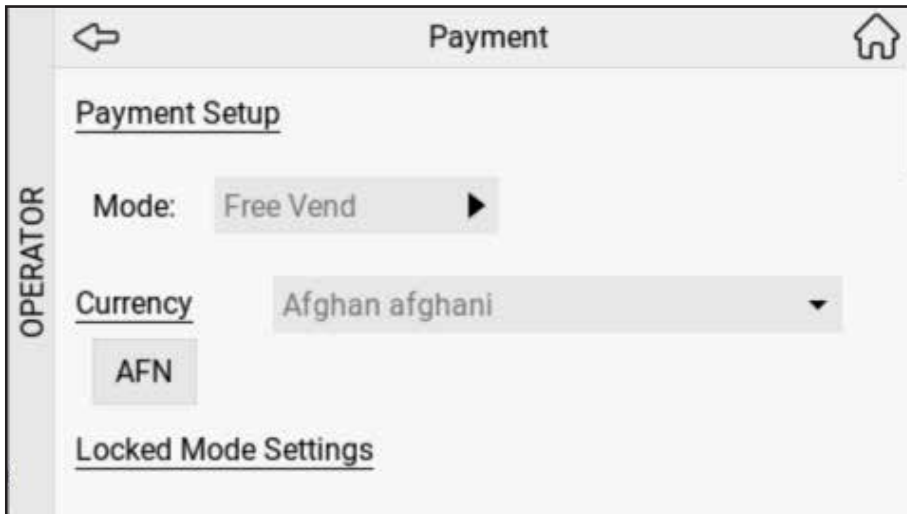 Payment
OPERATOR
Payment Setup
Mode: Free Vend
Currency Afghan afghani
AFN
Locked Mode Settings